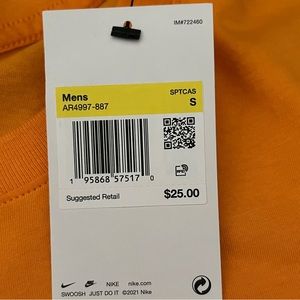 IM#722460
Mens SPTCAS
AR4997-887 S
1 95868 57517 0
Suggested Retail $25.00
NIKE nike.com
SWOOSH JUST DO IT ©2021 Nike